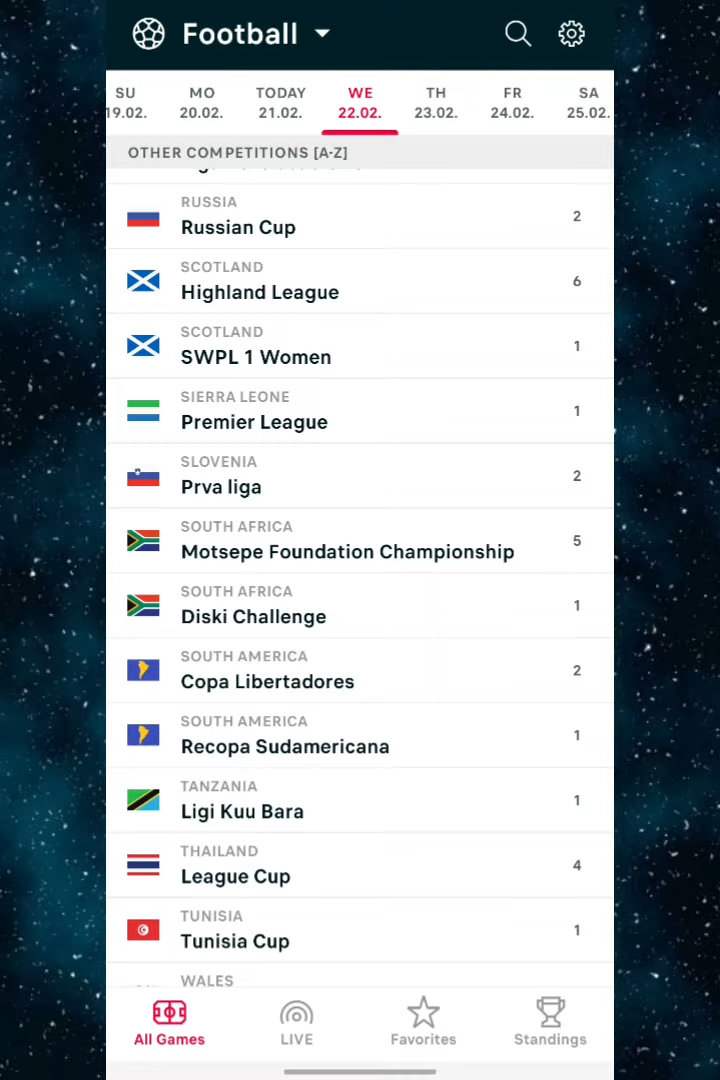 Football
SU MO TODAY WE TH FR SA
19.02. 20.02. 21.02. 22.02. 23.02. 24.02. 25.02.
OTHER COMPETITIONS [A-Z]
RUSSIA
Russian Cup 2
SCOTLAND
Highland League 6
SCOTLAND
SWPL 1 Women 1
SIERRA LEONE
Premier League 1
SLOVENIA
Prva liga 2
SOUTH AFRICA
Motsepe Foundation Championship 5
SOUTH AFRICA
Diski Challenge 1
SOUTH AMERICA
Copa Libertadores 2
SOUTH AMERICA
Recopa Sudamericana 1
TANZANIA
Ligi Kuu Bara 1
THAILAND
League Cup 4
TUNISIA
Tunisia Cup 1
WALES
All Games LIVE Favorites Standings